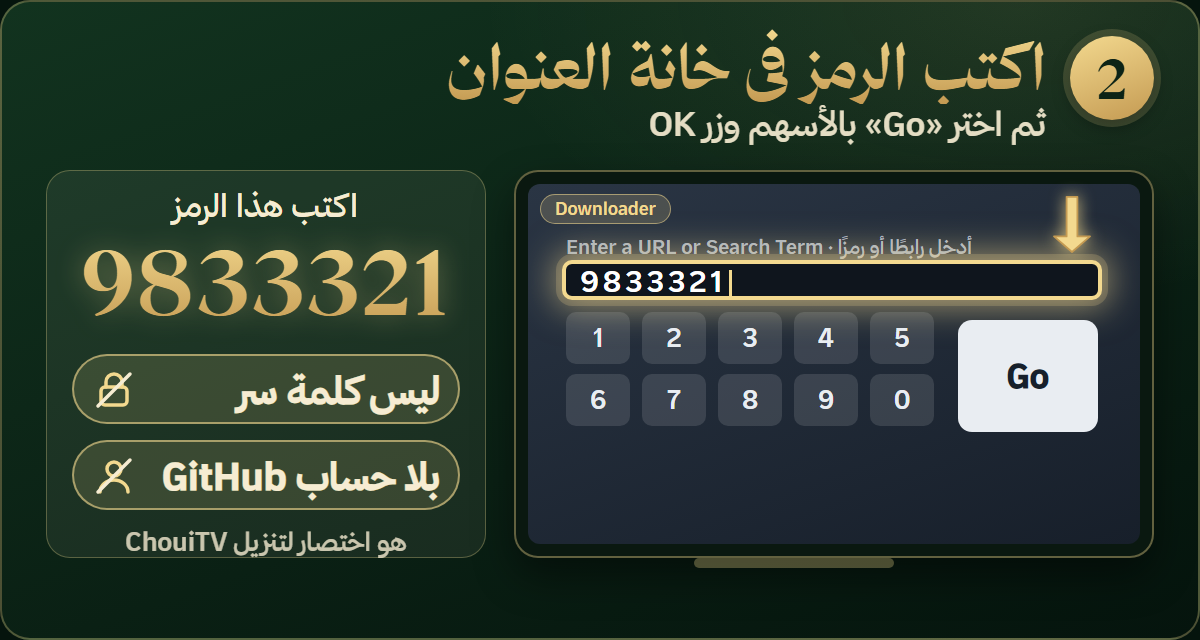 2
اكتب الرمز في خانة العنوان
ثم اختر «Go» بالأسهم وزر OK
Downloader
Enter a URL or Search Term · أدخل رابطًا أو رمزًا
9833321
1 2 3 4 5
6 7 8 9 0
Go
اكتب هذا الرمز
9833321
ليس كلمة سر
بلا حساب GitHub
هو اختصار لتنزيل ChouiTV